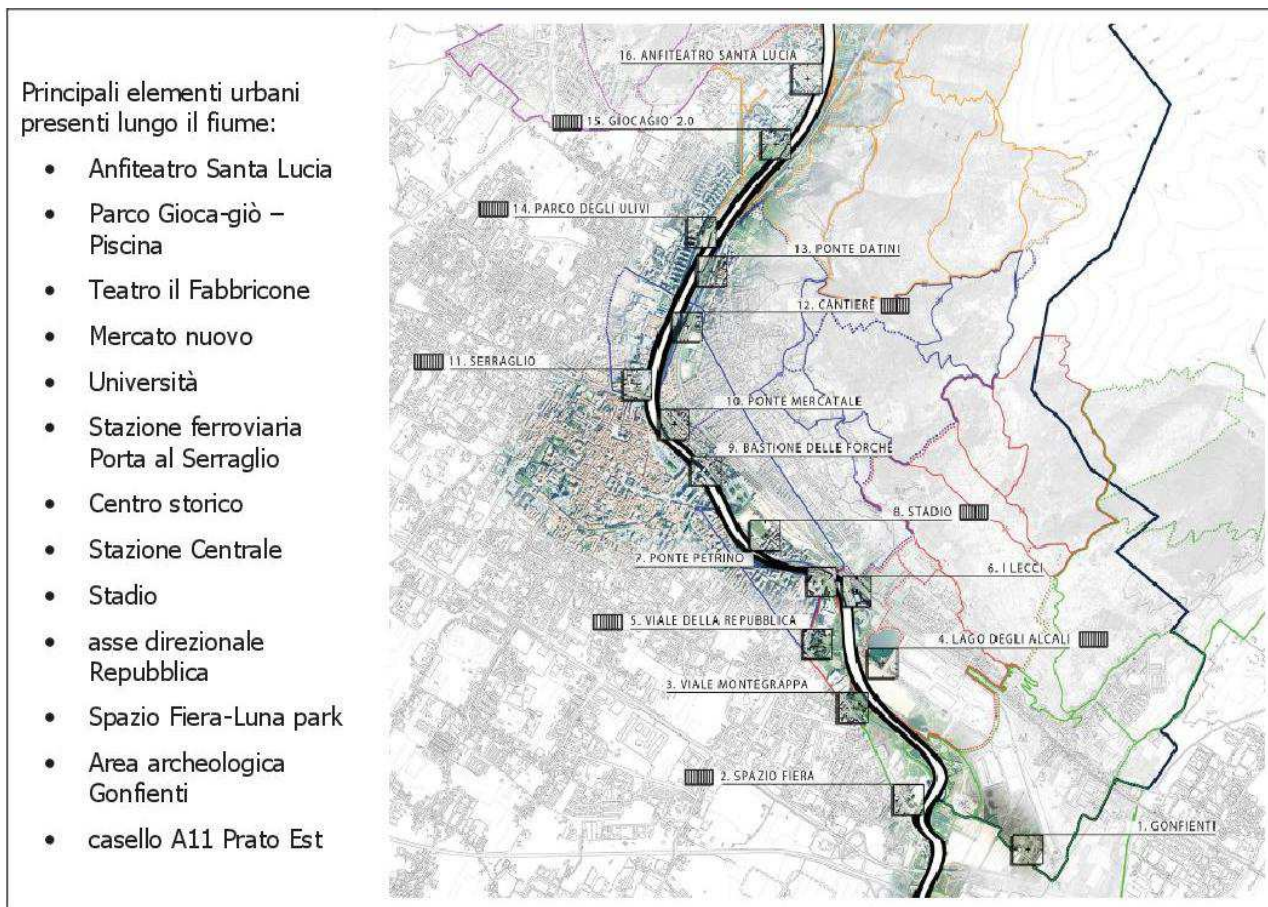 Principali elementi urbani
presenti lungo il fiume:
• Anfiteatro Santa Lucia
• Parco Gioca-giò –
Piscina
• Teatro il Fabbricone
• Mercato nuovo
• Università
• Stazione ferroviaria
Porta al Serraglio
• Centro storico
• Stazione Centrale
• Stadio
• asse direzionale
Repubblica
• Spazio Fiera-Luna park
• Area archeologica
Gonfienti
• casello A11 Prato Est
16. ANFITEATRO SANTA LUCIA
15. GIOCAGIO' 2.0
14. PARCO DEGLI ULIVI
13. PONTE DATINI
12. CANTIERE
11. SERRAGLIO
10. PONTE MERCATALE
9. BASTIONE DELLE FORCHE
8. STADIO
7. PONTE PETRINO
6. I LECCI
5. VIALE DELLA REPUBBLICA
4. LAGO DEGLI ALCALI
3. VIALE MONTEGRAPPA
2. SPAZIO FIERA
1. GONFIENTI